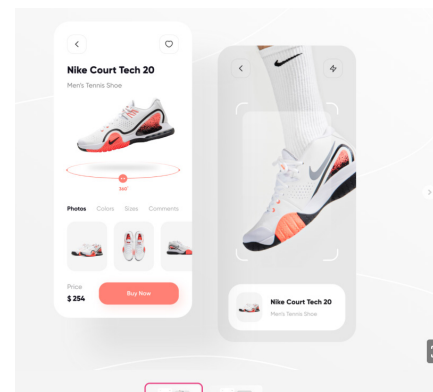 Nike Court Tech 20
Men's Tennis Shoe
360°
Photos Colors Sizes Comments
Price
$ 254
Buy Now
Nike Court Tech 20
Men's Tennis Shoe